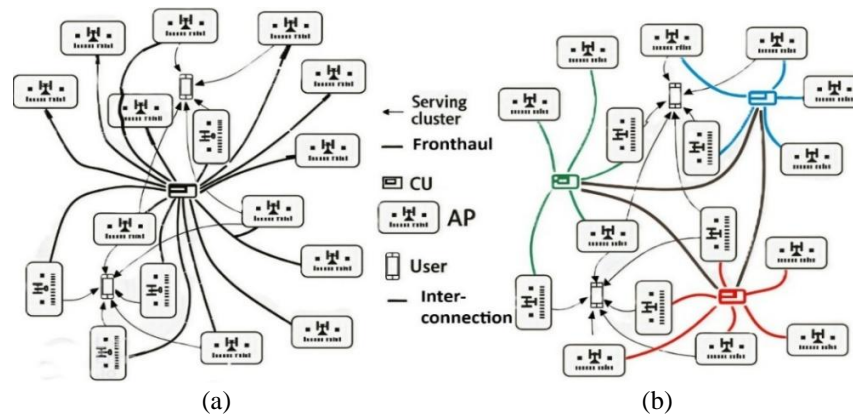 Serving
cluster
Fronthaul
CU
AP
User
Inter-
connection
(a)
(b)